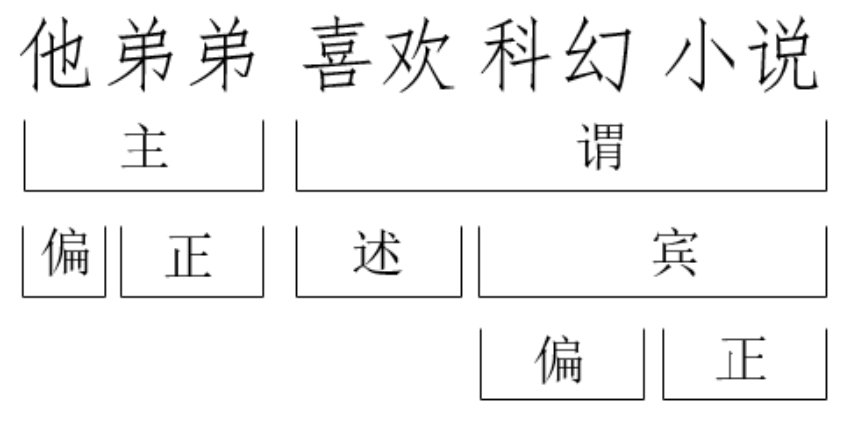 他弟弟 喜欢 科幻 小说
主 谓
偏 正 述 宾
偏 正